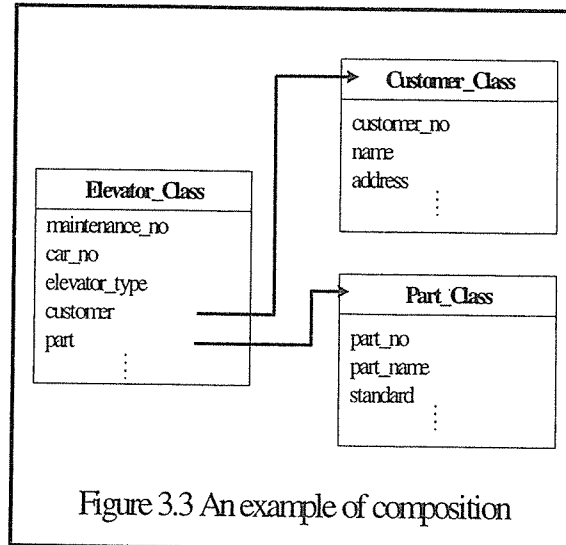 Customer_Class
customer_no
name
address
Elevator_Class
maintenance_no
car_no
elevator_type
customer
part
Part_Class
part_no
part_name
standard
Figure 3.3 An example of composition